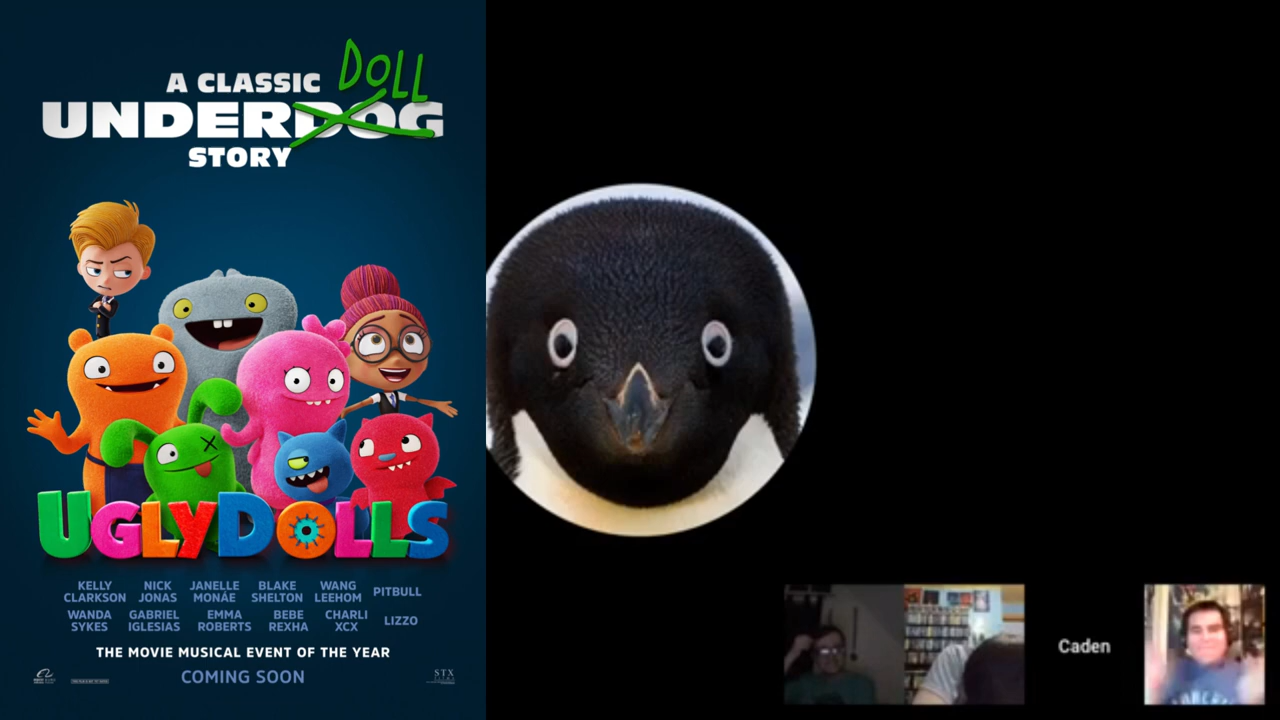 A CLASSIC DOLL
UNDERDOG
STORY
UGLYDOLLS
KELLY CLARKSON NICK JONAS JANELLE MONÁE BLAKE SHELTON WANG LEEHOM PITBULL
WANDA SYKES GABRIEL IGLESIAS EMMA ROBERTS BEBE REXHA CHARLI XCX LIZZO
THE MOVIE MUSICAL EVENT OF THE YEAR
COMING SOON
STX
Caden